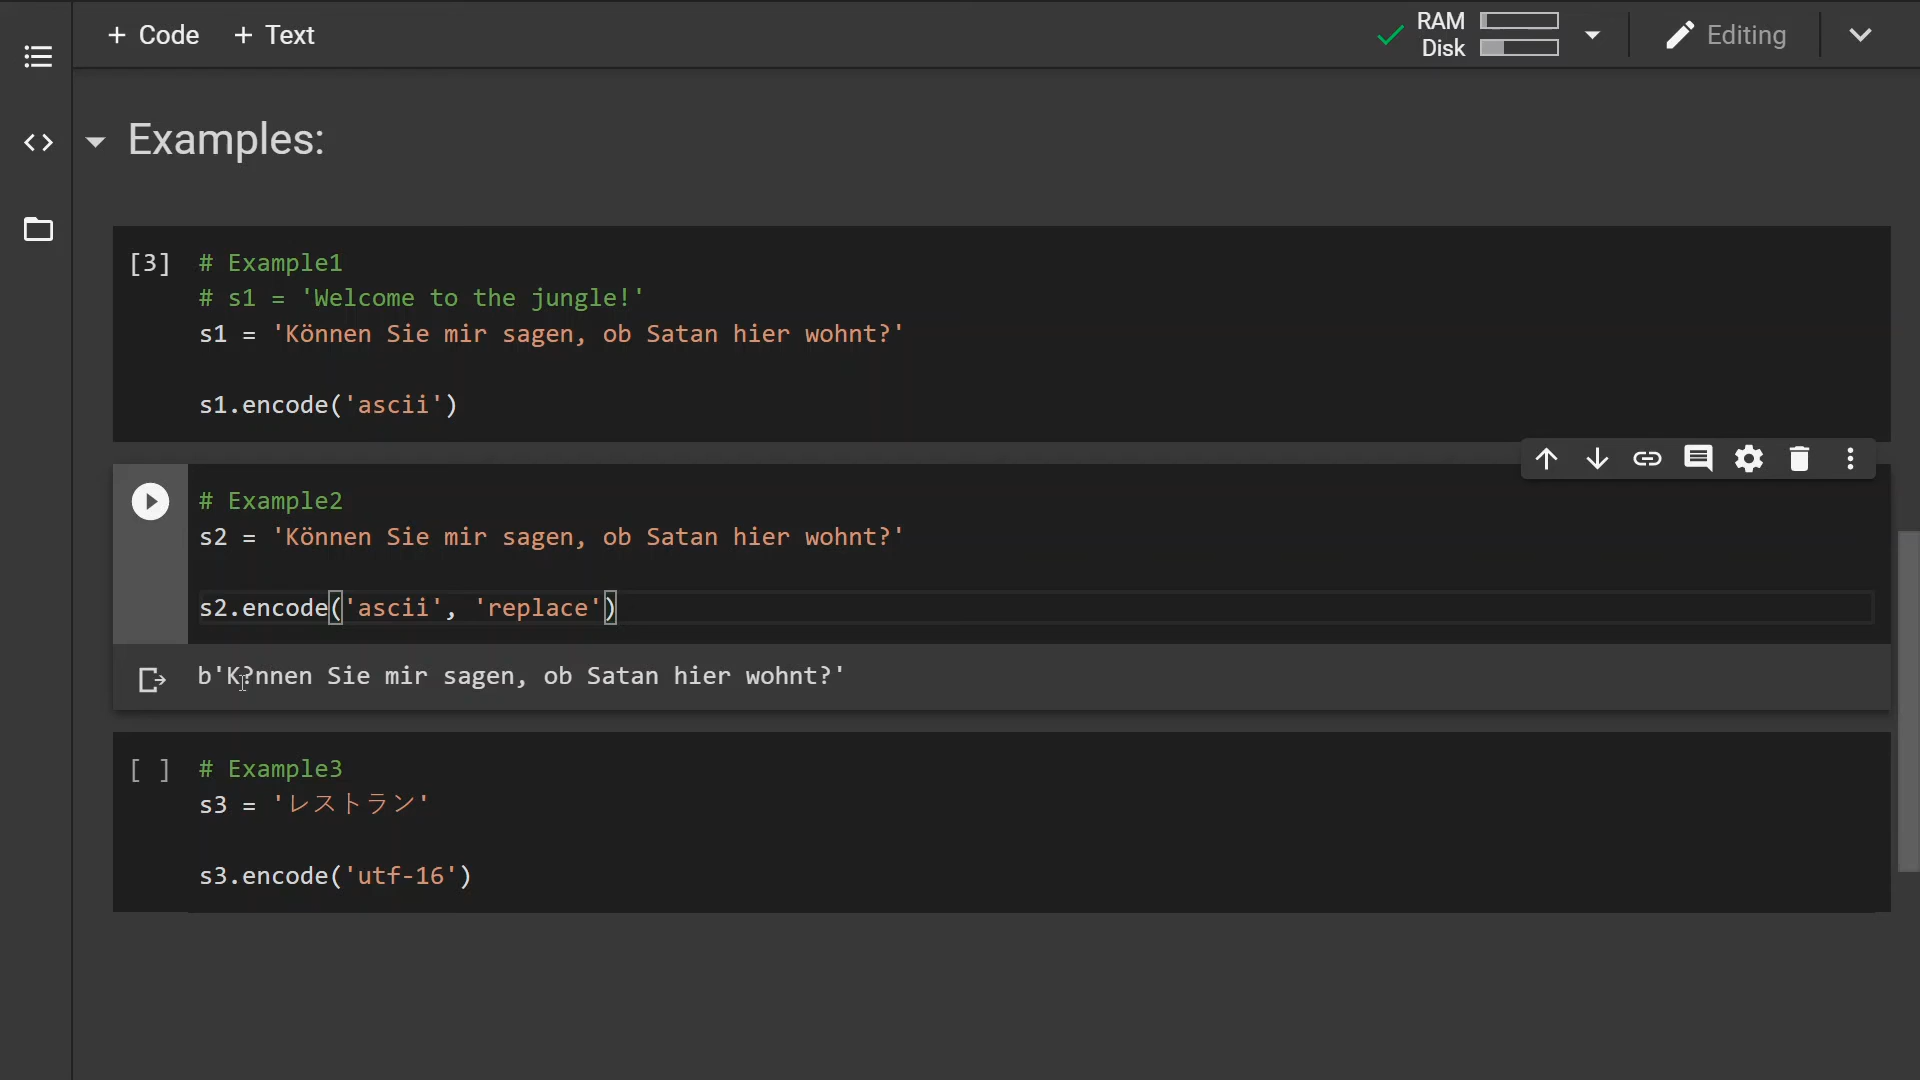 + Code + Text
RAM
Disk
Editing
Examples:
[3] # Example1
# s1 = 'Welcome to the jungle!'
s1 = 'Können Sie mir sagen, ob Satan hier wohnt?'
s1.encode('ascii')
# Example2
s2 = 'Können Sie mir sagen, ob Satan hier wohnt?'
s2.encode('ascii', 'replace')
b'K?nnen Sie mir sagen, ob Satan hier wohnt?'
[ ] # Example3
s3 = 'レストラン'
s3.encode('utf-16')